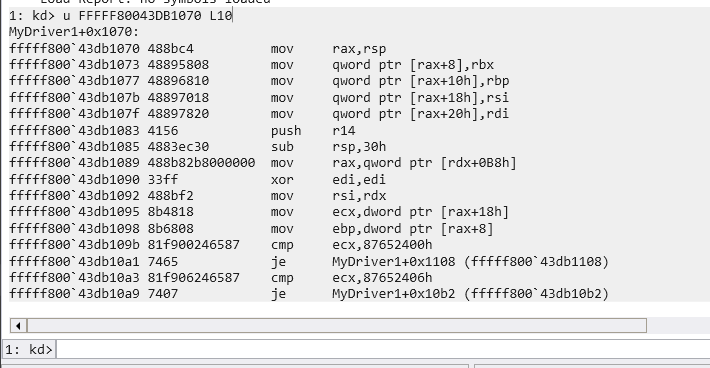 1: kd> u FFFFF80043DB1070 L10
MyDriver1+0x1070:
fffff800`43db1070 488bc4          mov     rax,rsp
fffff800`43db1073 48895808        mov     qword ptr [rax+8],rbx
fffff800`43db1077 48896810        mov     qword ptr [rax+10h],rbp
fffff800`43db107b 48897018        mov     qword ptr [rax+18h],rsi
fffff800`43db107f 48897820        mov     qword ptr [rax+20h],rdi
fffff800`43db1083 4156            push    r14
fffff800`43db1085 4883ec30        sub     rsp,30h
fffff800`43db1089 488b82b8000000  mov     rax,qword ptr [rdx+0B8h]
fffff800`43db1090 33ff            xor     edi,edi
fffff800`43db1092 488bf2          mov     rsi,rdx
fffff800`43db1095 8b4818          mov     ecx,dword ptr [rax+18h]
fffff800`43db1098 8b6808          mov     ebp,dword ptr [rax+8]
fffff800`43db109b 81f900246587    cmp     ecx,87652400h
fffff800`43db10a1 7465            je      MyDriver1+0x1108 (fffff800`43db1108)
fffff800`43db10a3 81f906246587    cmp     ecx,87652406h
fffff800`43db10a9 7407            je      MyDriver1+0x10b2 (fffff800`43db10b2)
1: kd>